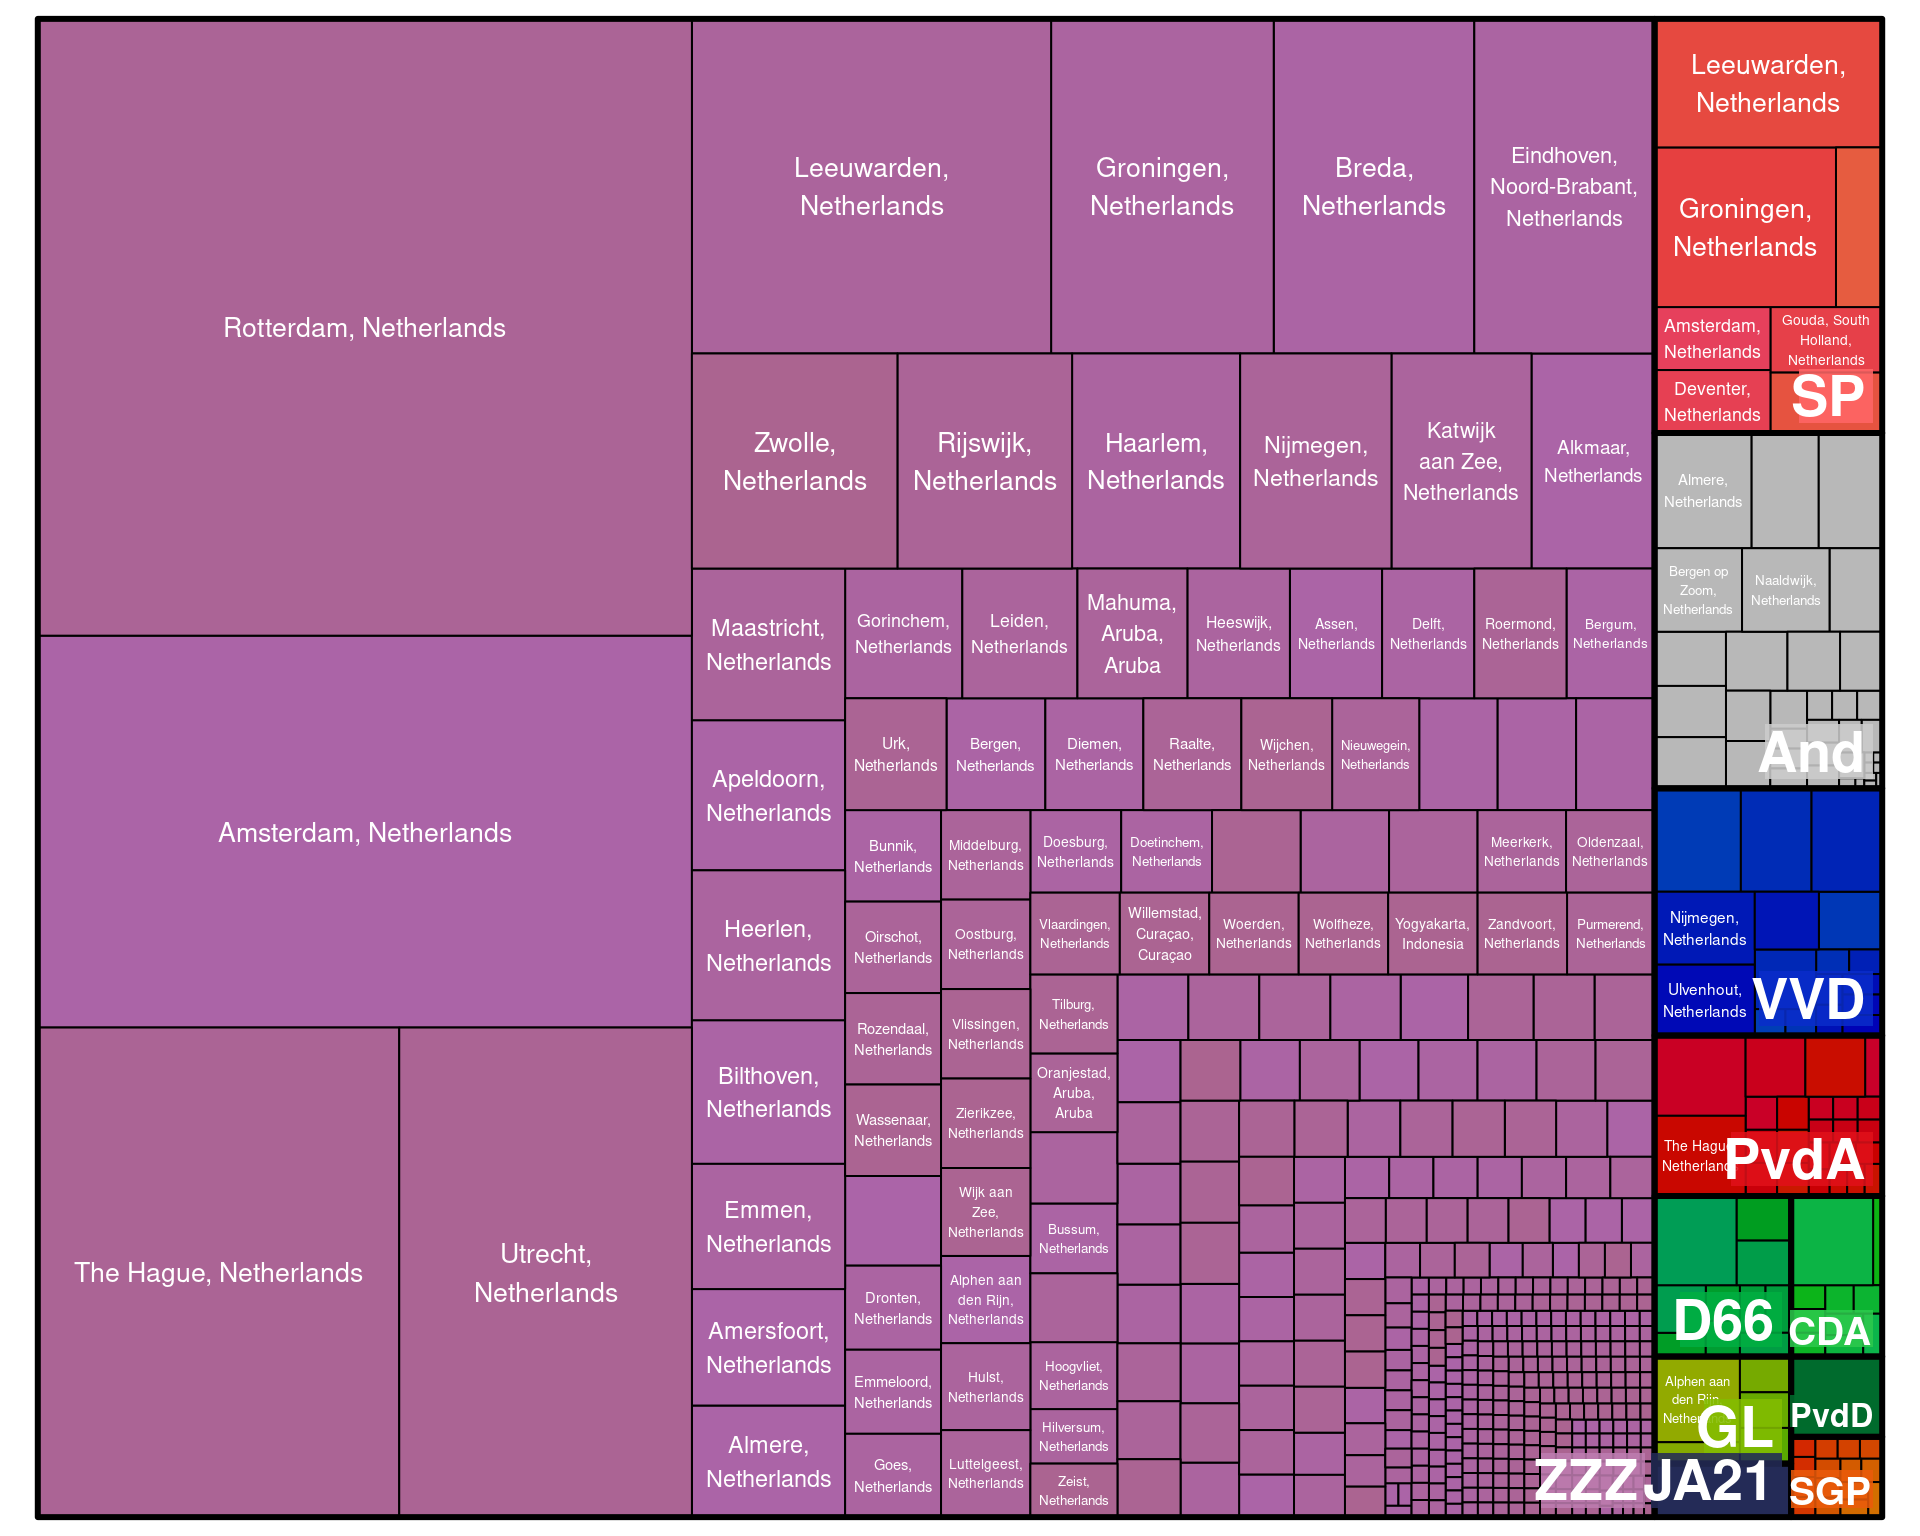 Rotterdam, Netherlands
Amsterdam, Netherlands
The Hague, Netherlands
Utrecht,
Netherlands
Leeuwarden,
Netherlands
Groningen,
Netherlands
Breda,
Netherlands
Eindhoven,
Noord-Brabant,
Netherlands
Zwolle,
Netherlands
Rijswijk,
Netherlands
Haarlem,
Netherlands
Nijmegen,
Netherlands
Katwijk
aan Zee,
Netherlands
Alkmaar,
Netherlands
Maastricht,
Netherlands
Apeldoorn,
Netherlands
Heerlen,
Netherlands
Bilthoven,
Netherlands
Emmen,
Netherlands
Amersfoort,
Netherlands
Almere,
Netherlands
Gorinchem,
Netherlands
Leiden,
Netherlands
Mahuma,
Aruba,
Aruba
Heeswijk,
Netherlands
Assen,
Netherlands
Delft,
Netherlands
Roermond,
Netherlands
Bergum,
Netherlands
Urk,
Netherlands
Bergen,
Netherlands
Diemen,
Netherlands
Raalte,
Netherlands
Wijchen,
Netherlands
Nieuwegein,
Netherlands
Bunnik,
Netherlands
Oirschot,
Netherlands
Rozendaal,
Netherlands
Wassenaar,
Netherlands
Dronten,
Netherlands
Emmeloord,
Netherlands
Goes,
Netherlands
Middelburg,
Netherlands
Oostburg,
Netherlands
Vlissingen,
Netherlands
Zierikzee,
Netherlands
Wijk aan
Zee,
Netherlands
Alphen aan
den Rijn,
Netherlands
Hulst,
Netherlands
Luttelgeest,
Netherlands
Doesburg,
Netherlands
Doetinchem,
Netherlands
Meerkerk,
Netherlands
Oldenzaal,
Netherlands
Vlaardingen,
Netherlands
Willemstad,
Curaçao,
Curaçao
Woerden,
Netherlands
Wolfheze,
Netherlands
Yogyakarta,
Indonesia
Zandvoort,
Netherlands
Purmerend,
Netherlands
Tilburg,
Netherlands
Oranjestad,
Aruba,
Aruba
Bussum,
Netherlands
Hoogvliet,
Netherlands
Hilversum,
Netherlands
Zeist,
Netherlands
ZZZ
Leeuwarden,
Netherlands
Groningen,
Netherlands
Amsterdam,
Netherlands
Gouda, South
Holland,
Netherlands
Deventer,
Netherlands
SP
Almere,
Netherlands
Bergen op
Zoom,
Netherlands
Naaldwijk,
Netherlands
And
Nijmegen,
Netherlands
Ulvenhout,
Netherlands
VVD
The Hague,
Netherlands
PvdA
D66
CDA
Alphen aan
den Rijn,
Netherlands
GL
PvdD
JA21
SGP